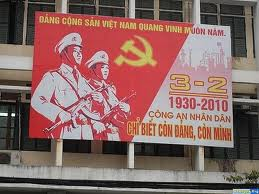 ĐẢNG CỘNG SẢN VIỆT NAM QUANG VINH MUÔN NĂM.
3-2
1930-2010
CÔNG AN NHÂN DÂN
CHỈ BIẾT CÒN ĐẢNG, CÒN MÌNH